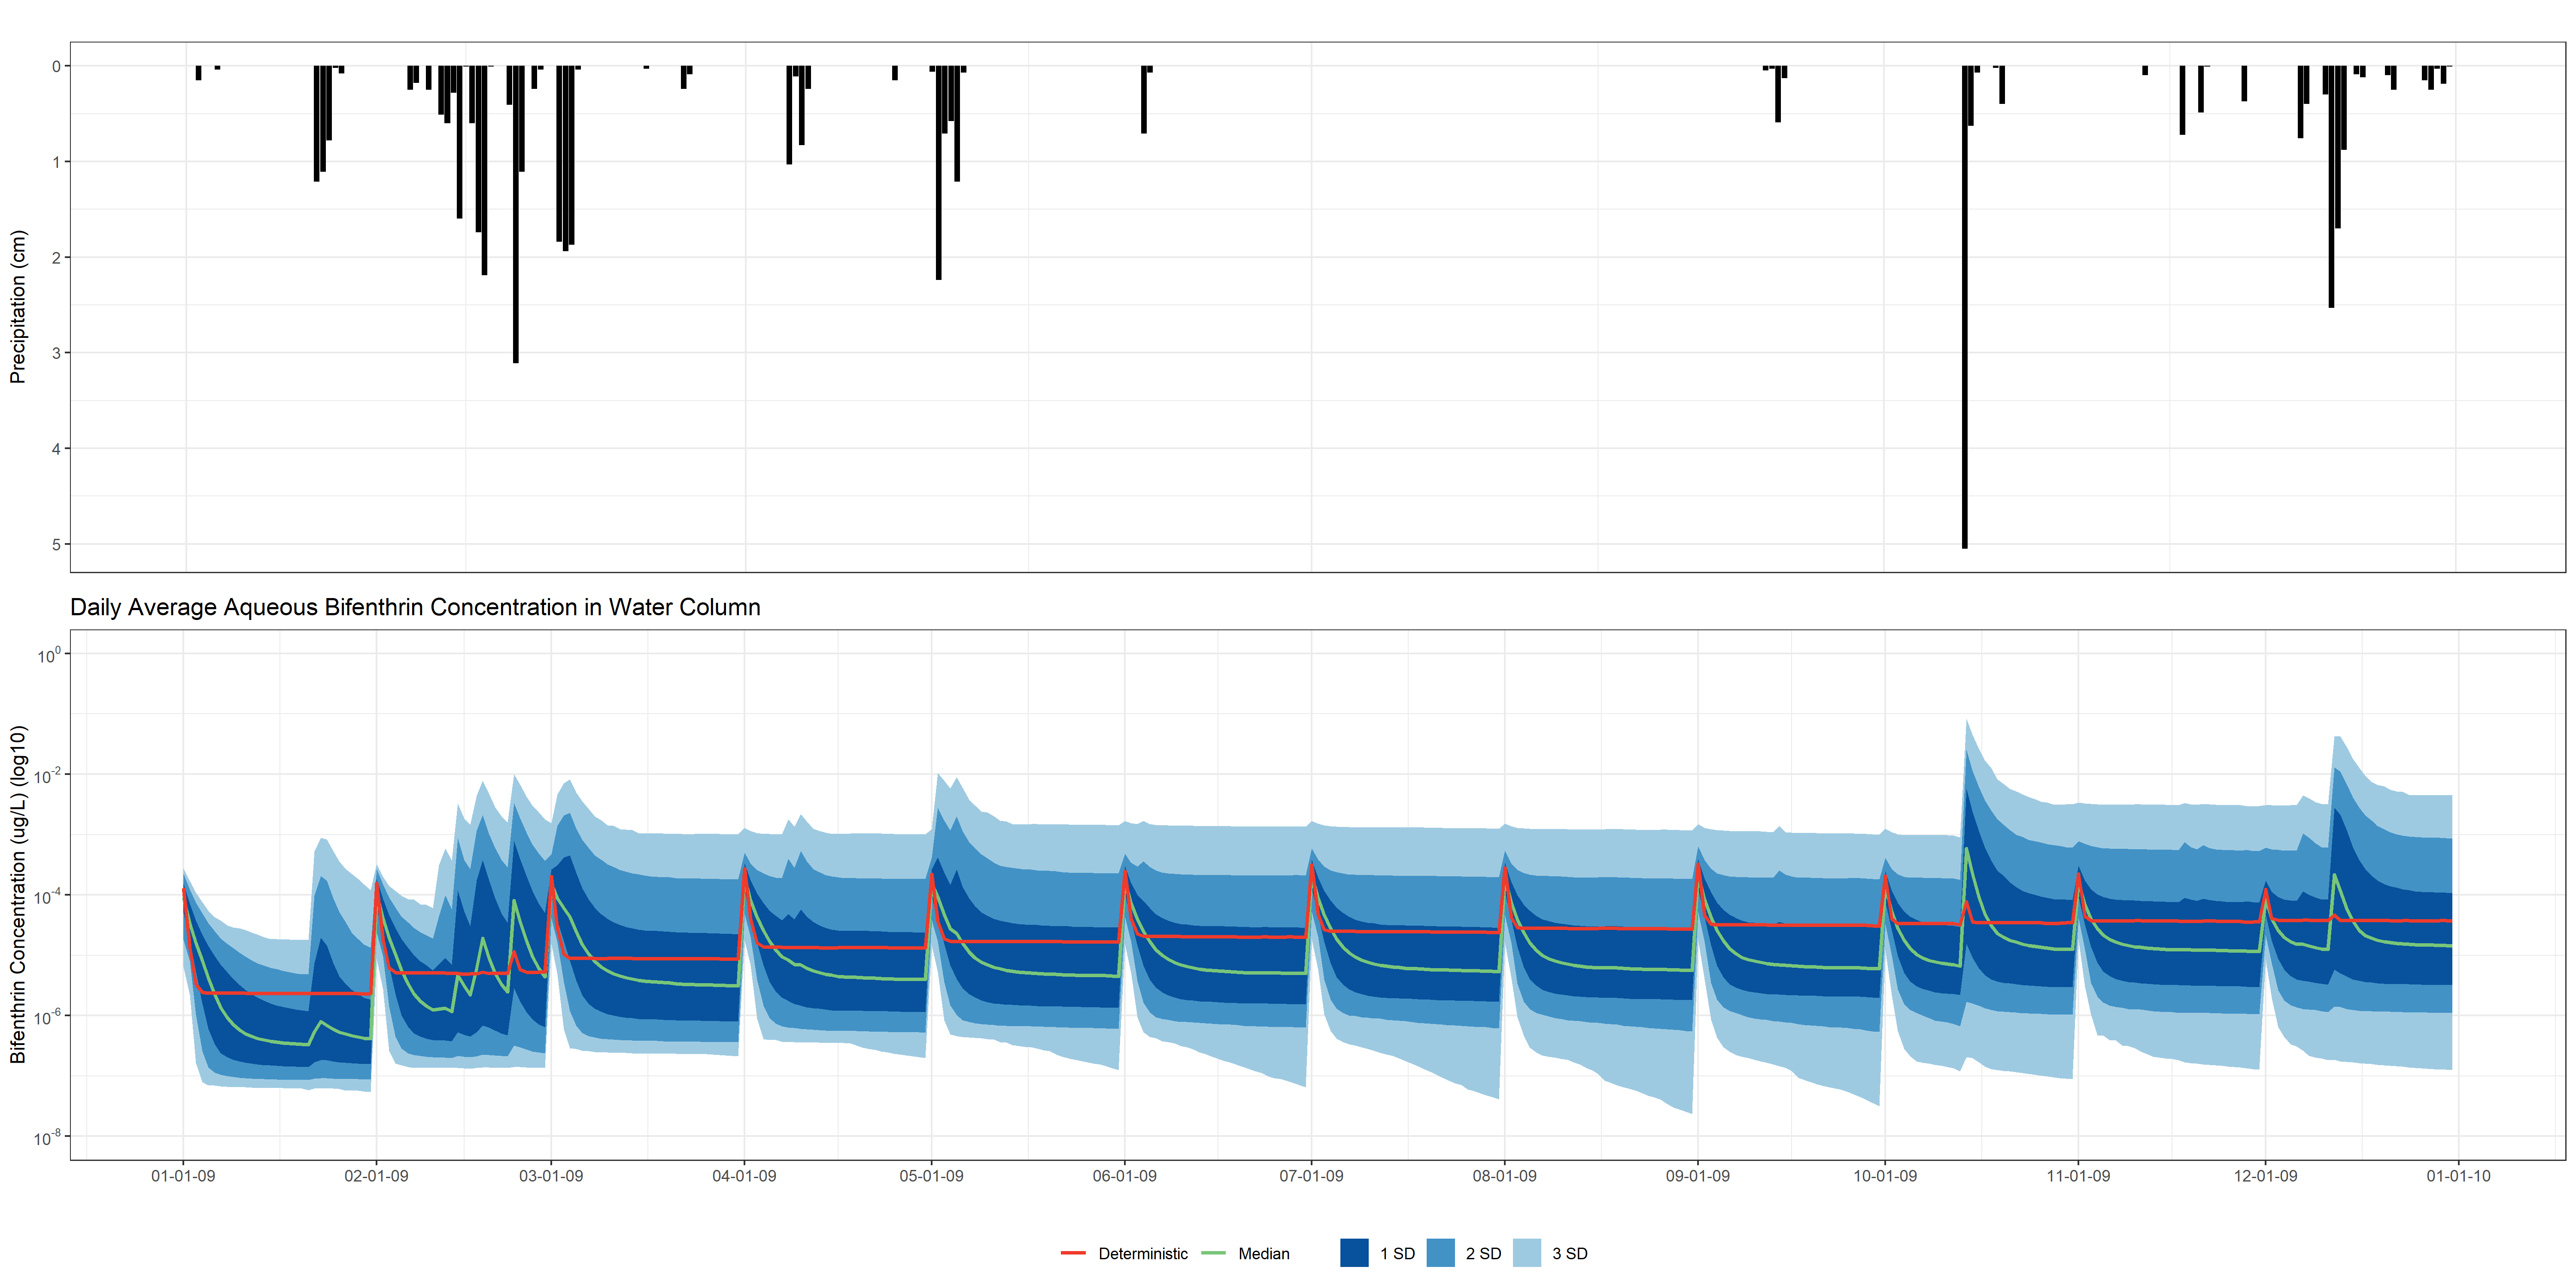 Precipitation (cm)
0
1
2
3
4
5
Daily Average Aqueous Bifenthrin Concentration in Water Column
Bifenthrin Concentration (ug/L) (log10)
10^0
10^-2
10^-4
10^-6
10^-8
01-01-09 02-01-09 03-01-09 04-01-09 05-01-09 06-01-09 07-01-09 08-01-09 09-01-09 10-01-09 11-01-09 12-01-09 01-01-10
Deterministic Median 1 SD 2 SD 3 SD